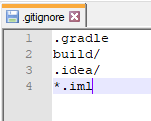 .gitignore
1 .gradle
2 build/
3 .idea/
4 *.iml